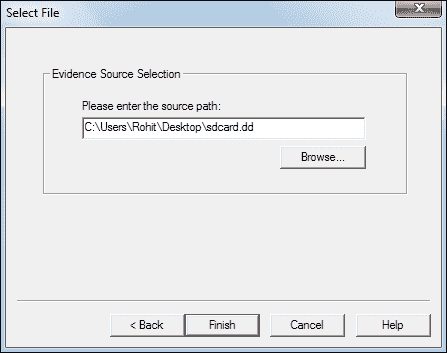 Select File
Evidence Source Selection
Please enter the source path:
C:\Users\Rohit\Desktop\sdcard.dd
Browse...
< Back Finish Cancel Help